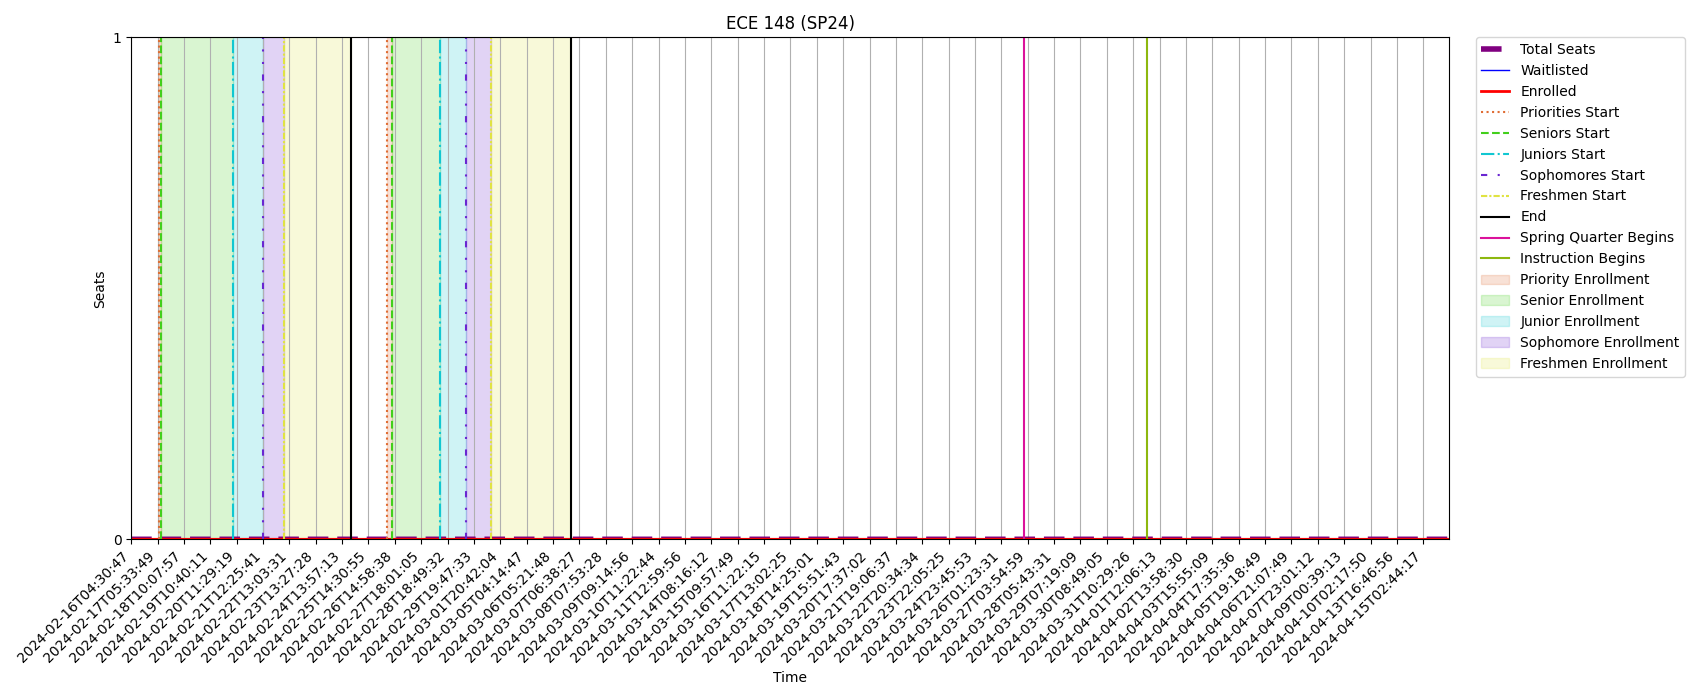 ECE 148 (SP24)
1
Seats
0
2024-02-16T04:30:47
2024-02-17T05:33:49
2024-02-18T10:07:57
2024-02-19T10:40:11
2024-02-20T11:29:19
2024-02-21T12:25:41
2024-02-22T13:03:31
2024-02-23T13:27:28
2024-02-24T13:57:13
2024-02-25T14:30:55
2024-02-26T14:58:38
2024-02-27T18:01:05
2024-02-28T18:49:32
2024-02-29T19:47:33
2024-03-01T20:42:04
2024-03-05T04:14:47
2024-03-06T05:21:48
2024-03-07T06:38:27
2024-03-08T07:53:28
2024-03-09T09:14:56
2024-03-10T11:22:44
2024-03-11T12:59:56
2024-03-14T08:16:12
2024-03-15T09:57:49
2024-03-16T11:22:15
2024-03-17T13:02:25
2024-03-18T14:25:01
2024-03-19T15:51:43
2024-03-20T17:37:02
2024-03-21T19:06:37
2024-03-22T20:34:34
2024-03-23T22:05:25
2024-03-24T23:45:53
2024-03-26T01:23:31
2024-03-27T03:54:59
2024-03-28T05:43:31
2024-03-29T07:19:09
2024-03-30T08:49:05
2024-03-31T10:29:26
2024-04-01T12:06:13
2024-04-02T13:58:30
2024-04-03T15:55:09
2024-04-04T17:35:36
2024-04-05T19:18:49
2024-04-06T21:07:49
2024-04-07T23:01:12
2024-04-09T00:39:13
2024-04-10T02:17:50
2024-04-13T16:46:56
2024-04-15T02:44:17
Time
Total Seats
Waitlisted
Enrolled
Priorities Start
Seniors Start
Juniors Start
Sophomores Start
Freshmen Start
End
Spring Quarter Begins
Instruction Begins
Priority Enrollment
Senior Enrollment
Junior Enrollment
Sophomore Enrollment
Freshmen Enrollment